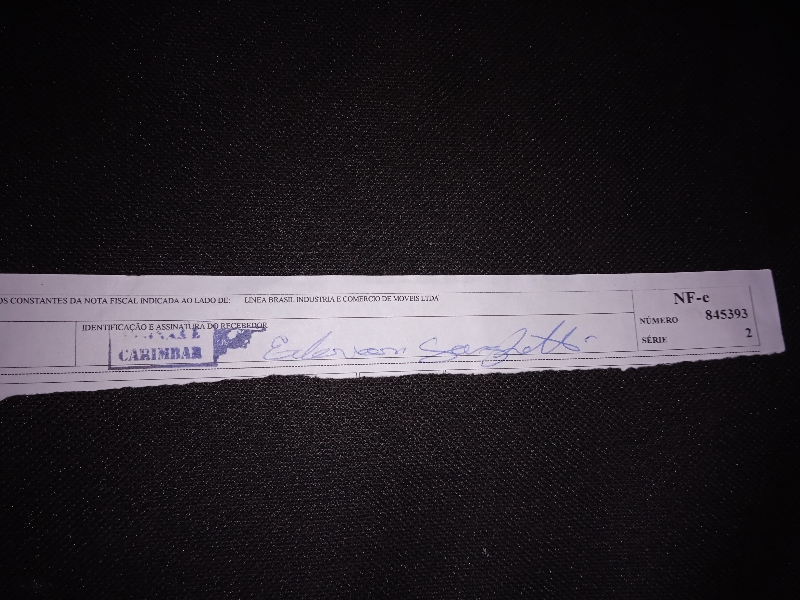 OS CONSTANTES DA NOTA FISCAL INDICADA AO LADO DE: LINEA BRASIL INDUSTRIA E COMERCIO DE MOVEIS LTDA
NF-e
NÚMERO 845393
SÉRIE 2
IDENTIFICAÇÃO E ASSINATURA DO RECEBEDOR
CARIMBAR